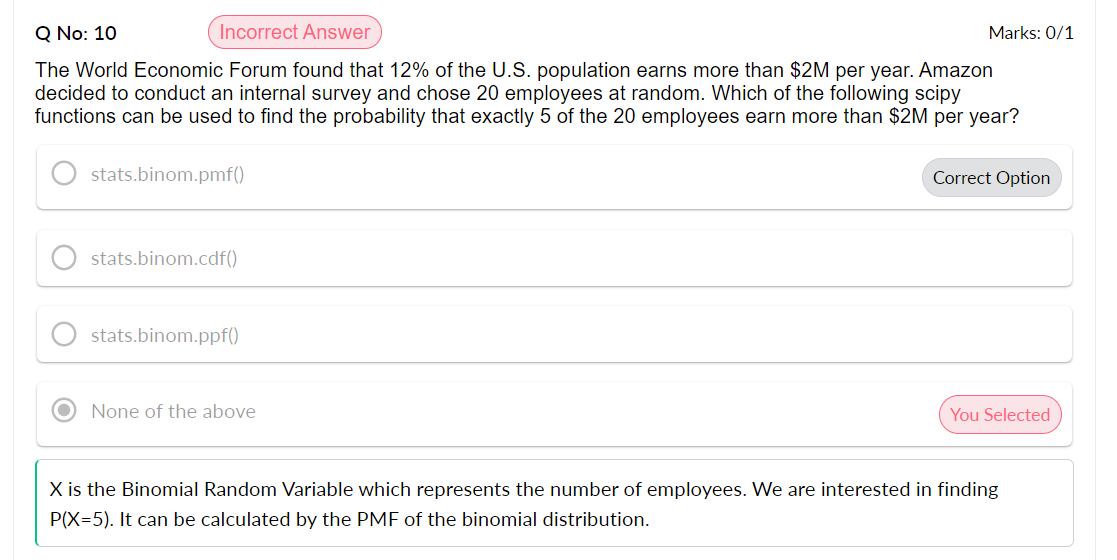 Q No: 10 Incorrect Answer Marks: 0/1
The World Economic Forum found that 12% of the U.S. population earns more than $2M per year. Amazon
decided to conduct an internal survey and chose 20 employees at random. Which of the following scipy
functions can be used to find the probability that exactly 5 of the 20 employees earn more than $2M per year?
stats.binom.pmf() Correct Option
stats.binom.cdf()
stats.binom.ppf()
None of the above You Selected
X is the Binomial Random Variable which represents the number of employees. We are interested in finding
P(X=5). It can be calculated by the PMF of the binomial distribution.